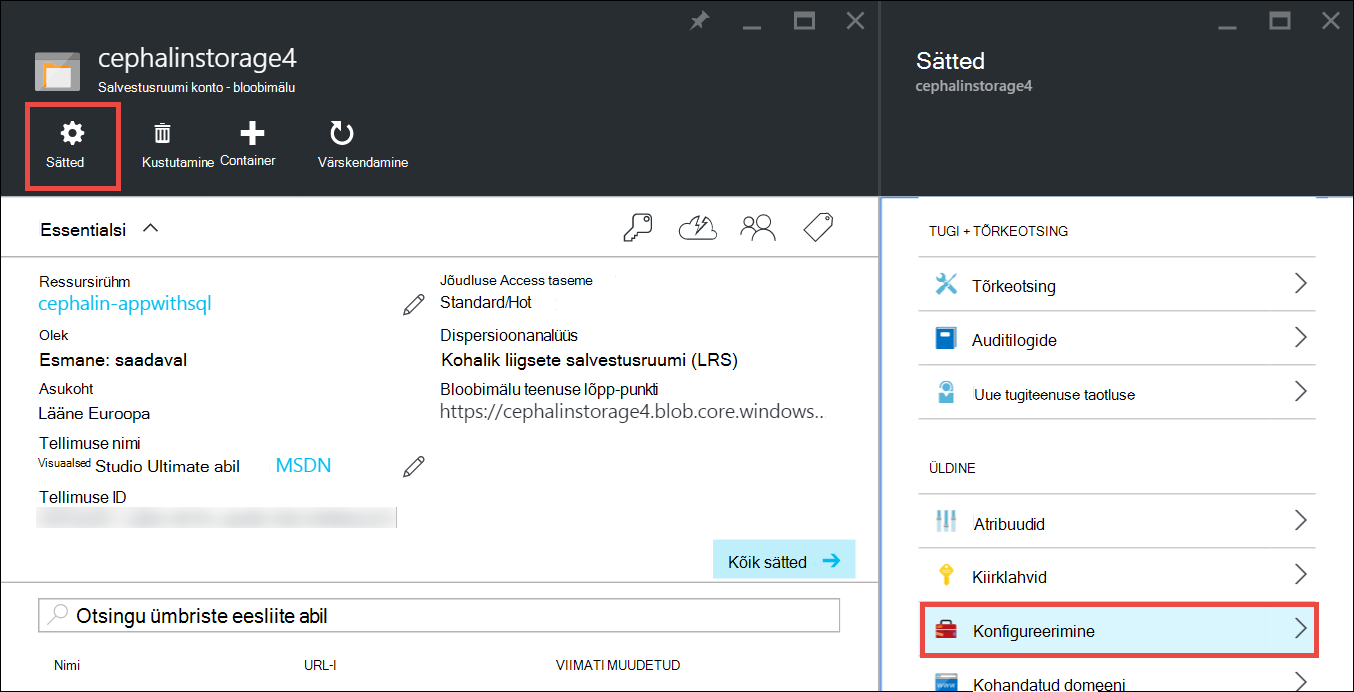 cephalinstorage4
Salvestusruumi konto - bloobimälu
Sätted
Kustutamine
Container
Värskendamine
Essentialsi
Ressursirühm
cephalin-appwithsql
Olek
Esmane: saadaval
Asukoht
Lääne Euroopa
Tellimuse nimi
Visuaalsed Studio Ultimate abil MSDN
Tellimuse ID
Jõudluse Access taseme
Standard/Hot
Dispersioonanalüüs
Kohalik liigsete salvestusruumi (LRS)
Bloobimälu teenuse lõpp-punkti
https://cephalinstorage4.blob.core.windows..
Kõik sätted
Otsingu ümbriste eesliite abil
Nimi URL-I VIIMATI MUUDETUD
Sätted
cephalinstorage4
TUGI + TÕRKEOTSING
Tõrkeotsing
Auditilogide
Uue tugiteenuse taotluse
ÜLDINE
Atribuudid
Kiirklahvid
Konfigureerimine
Kohandatud domeeni